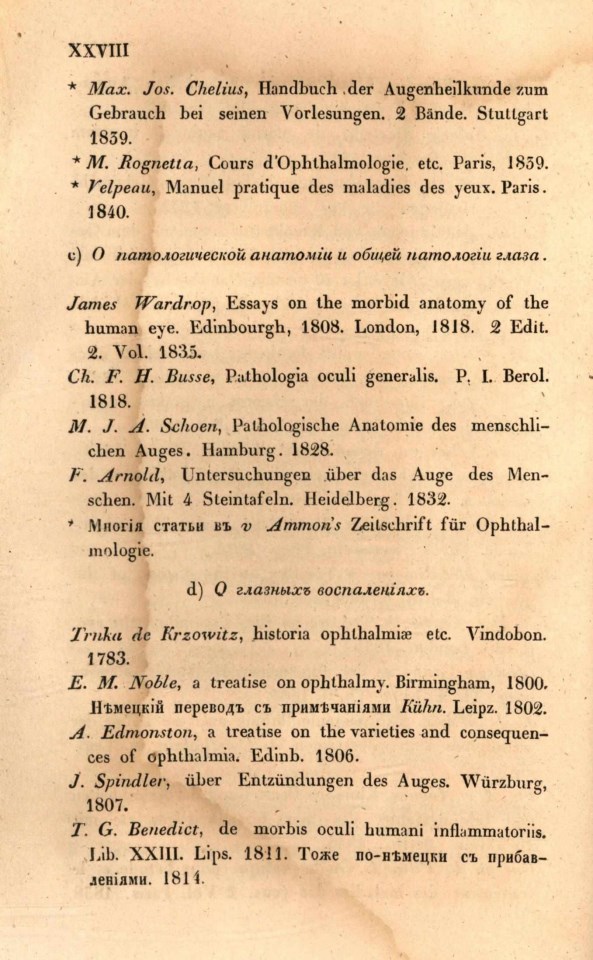 XXVIII
* Max. Jos. Chelius, Handbuch der Augenheilkunde zum
Gebrauch bei seinen Vorlesungen. 2 Bände. Stuttgart
1839.
* M. Rognetta, Cours d'Ophthalmologie, etc. Paris, 1839.
* Velpeau, Manuel pratique des maladies des yeux. Paris.
1840.
c) О патологической анатоміи и общей патологіи глаза.
James Wardrop, Essays on the morbid anatomy of the
human eye. Edinbourgh, 1808. London, 1818. 2 Edit.
2. Vol. 1835.
Ch. F. H. Busse, Pathologia oculi generalis. P. I. Berol.
1818.
M. J. A. Schoen, Pathologische Anatomie des menschli-
chen Auges. Hamburg. 1828.
F. Arnold, Untersuchungen über das Auge des Men-
schen. Mit 4 Steintafeln. Heidelberg. 1832.
* Многія статьи въ v Ammon's Zeitschrift für Ophthal-
mologie.
d) О глазныхъ воспаленіяхъ.
Trnka de Krzowitz, historia ophthalmiæ etc. Vindobon.
1783.
E. M. Noble, a treatise on ophthalmy. Birmingham, 1800.
Нѣмецкій переводъ съ примѣчаніями Kühn. Leipz. 1802.
A. Edmonston, a treatise on the varieties and consequen-
ces of ophthalmia. Edinb. 1806.
J. Spindler, über Entzündungen des Auges. Würzburg,
1807.
T. G. Benedict, de morbis oculi humani inflammatoriis.
Lib. XXIII. Lips. 1811. Тоже по-нѣмецки съ прибав-
леніями. 1814.